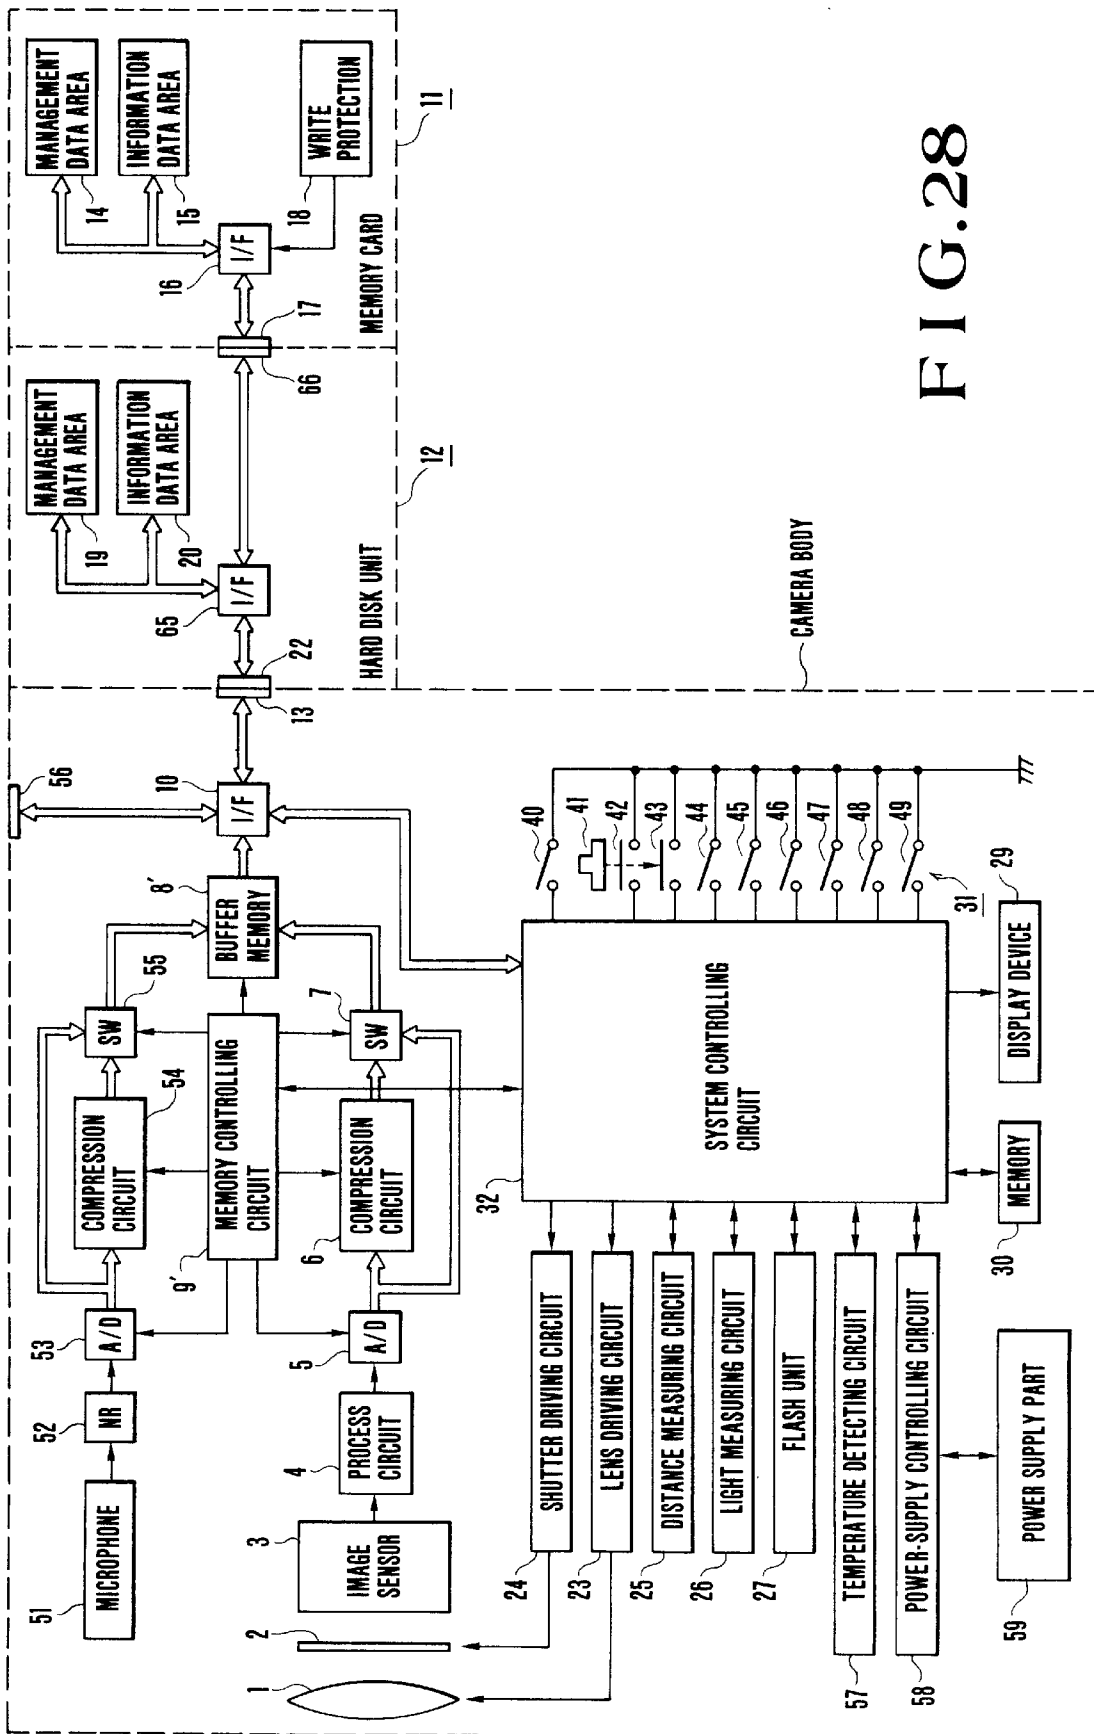 51
MICROPHONE
52
NR
53
A/D
COMPRESSION
CIRCUIT
54
SW
55
9'
MEMORY CONTROLLING
CIRCUIT
BUFFER
MEMORY
8'
I/F
10
56
1
2
3
IMAGE
SENSOR
4
PROCESS
CIRCUIT
5
A/D
6
COMPRESSION
CIRCUIT
7
SW
13
22
HARD DISK UNIT
12
65
I/F
19
MANAGEMENT
DATA AREA
20
INFORMATION
DATA AREA
66
17
MEMORY CARD
11
16
I/F
14
MANAGEMENT
DATA AREA
15
INFORMATION
DATA AREA
18
WRITE
PROTECTION
24
SHUTTER DRIVING CIRCUIT
23
LENS DRIVING CIRCUIT
25
DISTANCE MEASURING CIRCUIT
26
LIGHT MEASURING CIRCUIT
27
FLASH UNIT
57
TEMPERATURE DETECTING CIRCUIT
58
POWER-SUPPLY CONTROLLING CIRCUIT
59
POWER SUPPLY PART
32
SYSTEM CONTROLLING
CIRCUIT
30
MEMORY
29
DISPLAY DEVICE
31
40
41
42
43
44
45
46
47
48
49
CAMERA BODY
FIG.28